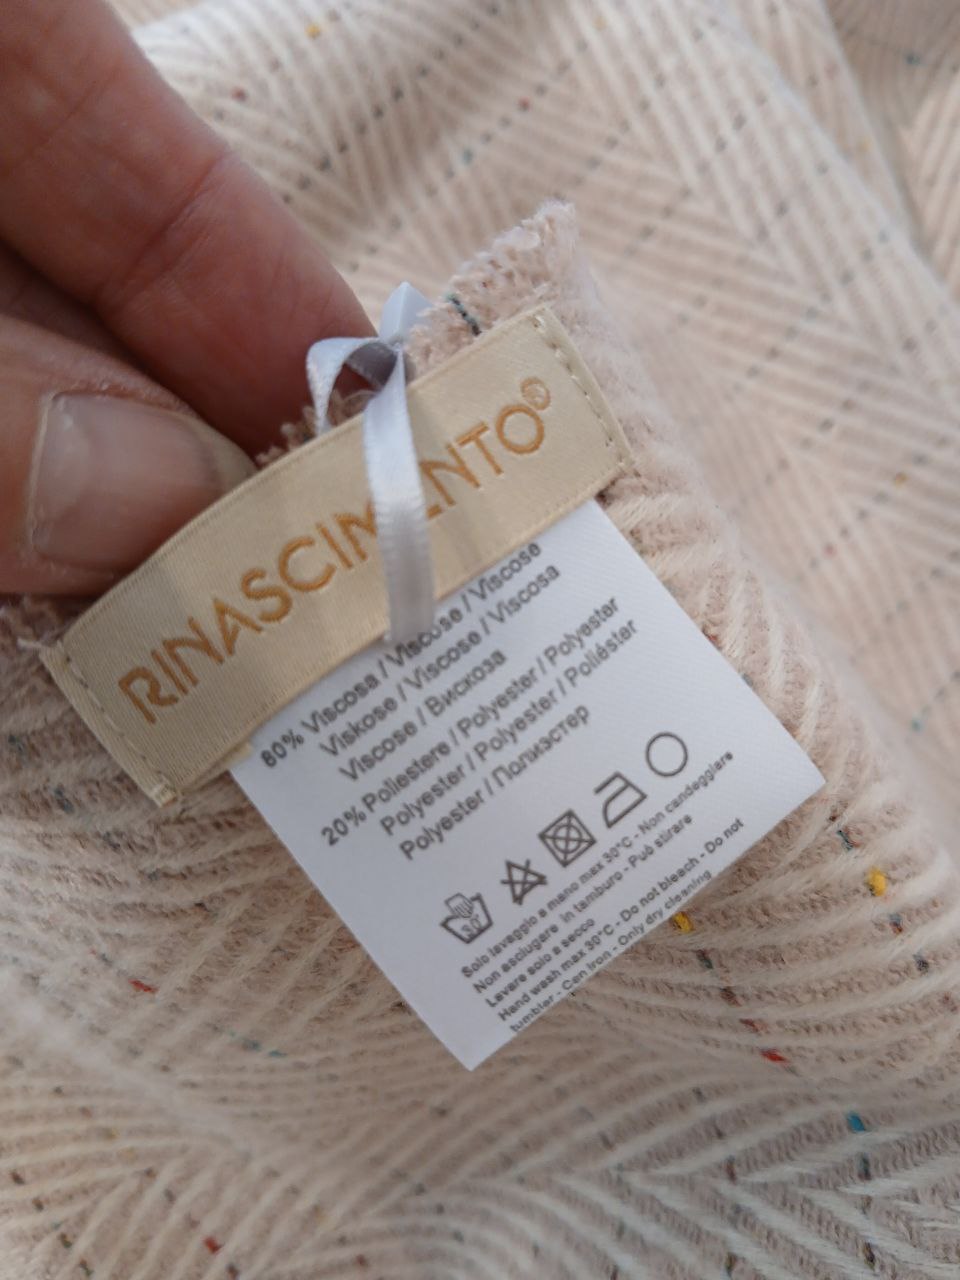 RINASCIMENTO®
80% Viscosa / Viscose / Viscose
Viskose / Viscose / Viscosa
Viscose / Вискоза
20% Poliestere / Polyester / Polyester
Polyester / Polyester / Poliéster
Polyester / Полиэстер
30
Solo lavaggio a mano max 30°C - Non candeggiare
Non asciugare in tamburo - Può stirare
Lavare solo a secco
Hand wash max 30°C - Do not bleach - Do not
tumbler - Can iron - Only dry cleaning